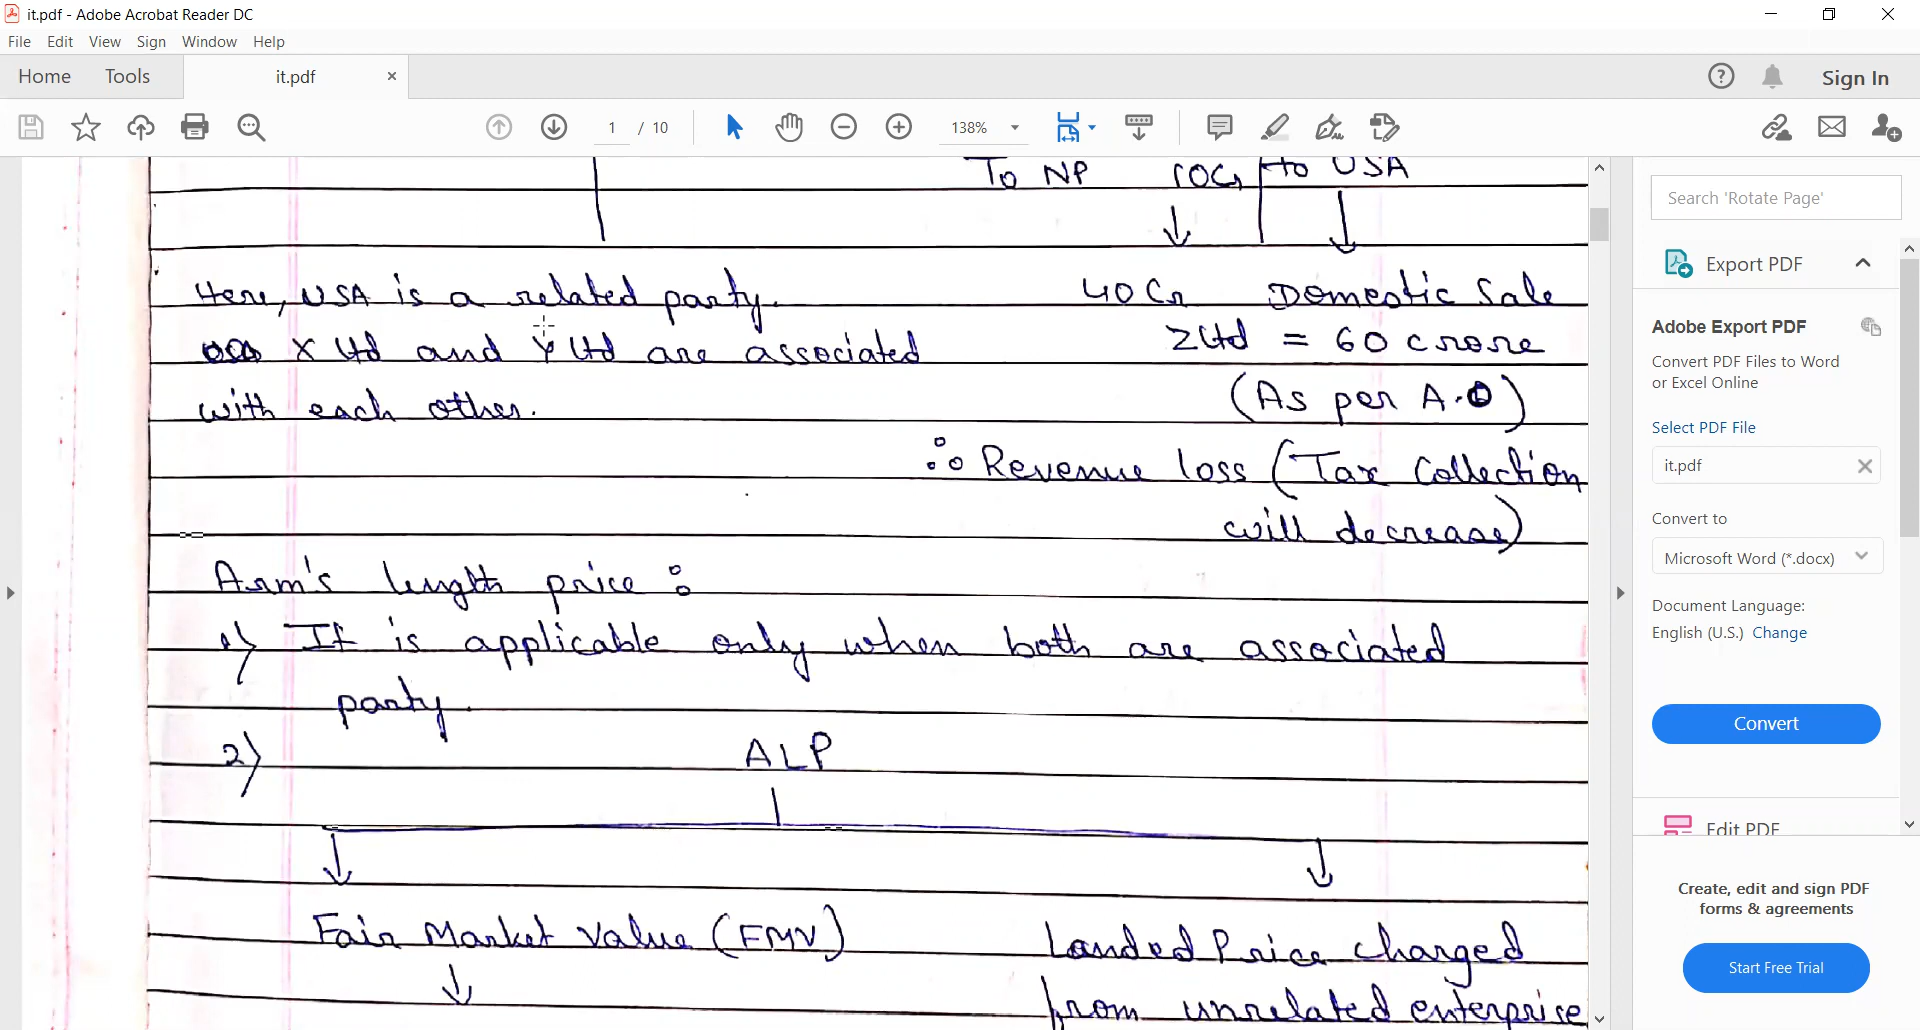 it.pdf - Adobe Acrobat Reader DC
File Edit View Sign Window Help
Home Tools it.pdf × Sign In
1 / 10 138%
To NP 10Cr to USA
Here, USA is a related party. 40 Cr Domestic Sale
X Ltd and Y Ltd are associated ZLtd = 60 crore
with each other. (As per A.O)
∴ Revenue loss (Tax Collection
will decrease)
Arm's length price :
1) It is applicable only when both are associated
party.
2) ALP
Fair Market Value (FMV) Landed Price charged
from unrelated enterprise
Search 'Rotate Page'
Export PDF
Adobe Export PDF
Convert PDF Files to Word
or Excel Online
Select PDF File
it.pdf
Convert to
Microsoft Word (*.docx)
Document Language:
English (U.S.) Change
Convert
Edit PDF
Create, edit and sign PDF
forms & agreements
Start Free Trial